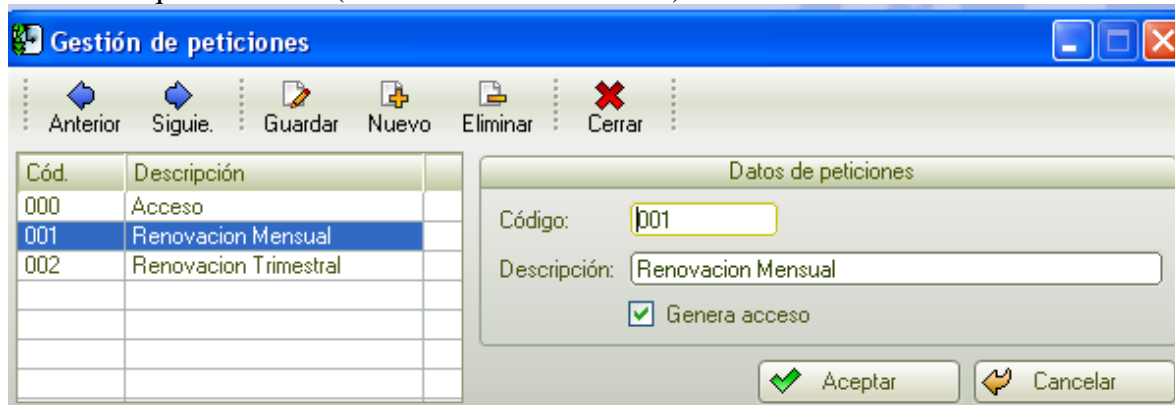 Gestión de peticiones
Anterior Siguie. Guardar Nuevo Eliminar Cerrar
Cód. Descripción
000 Acceso
001 Renovacion Mensual
002 Renovacion Trimestral
Datos de peticiones
Código: 001
Descripción: Renovacion Mensual
Genera acceso
Aceptar Cancelar